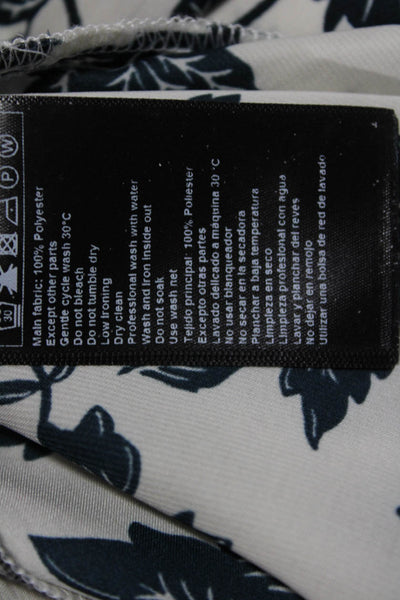 Main fabric: 100% Polyester
Except other parts
Gentle cycle wash 30°C
Do not bleach
Do not tumble dry
Low ironing
Dry clean
Professional wash with water
Wash and Iron Inside out
Do not soak
Use wash net
Tejido principal: 100% Poliester
Excepto otras partes
Lavado delicado a máquina 30 °C
No usar blanqueador
No secar en la secadora
Planchar a baja temperatura
Limpieza en seco
Limpieza profesional con agua
Lavar y planchar del reves
No dejar en remojo
Utilizar una bolsa de red de lavado
30
P
W